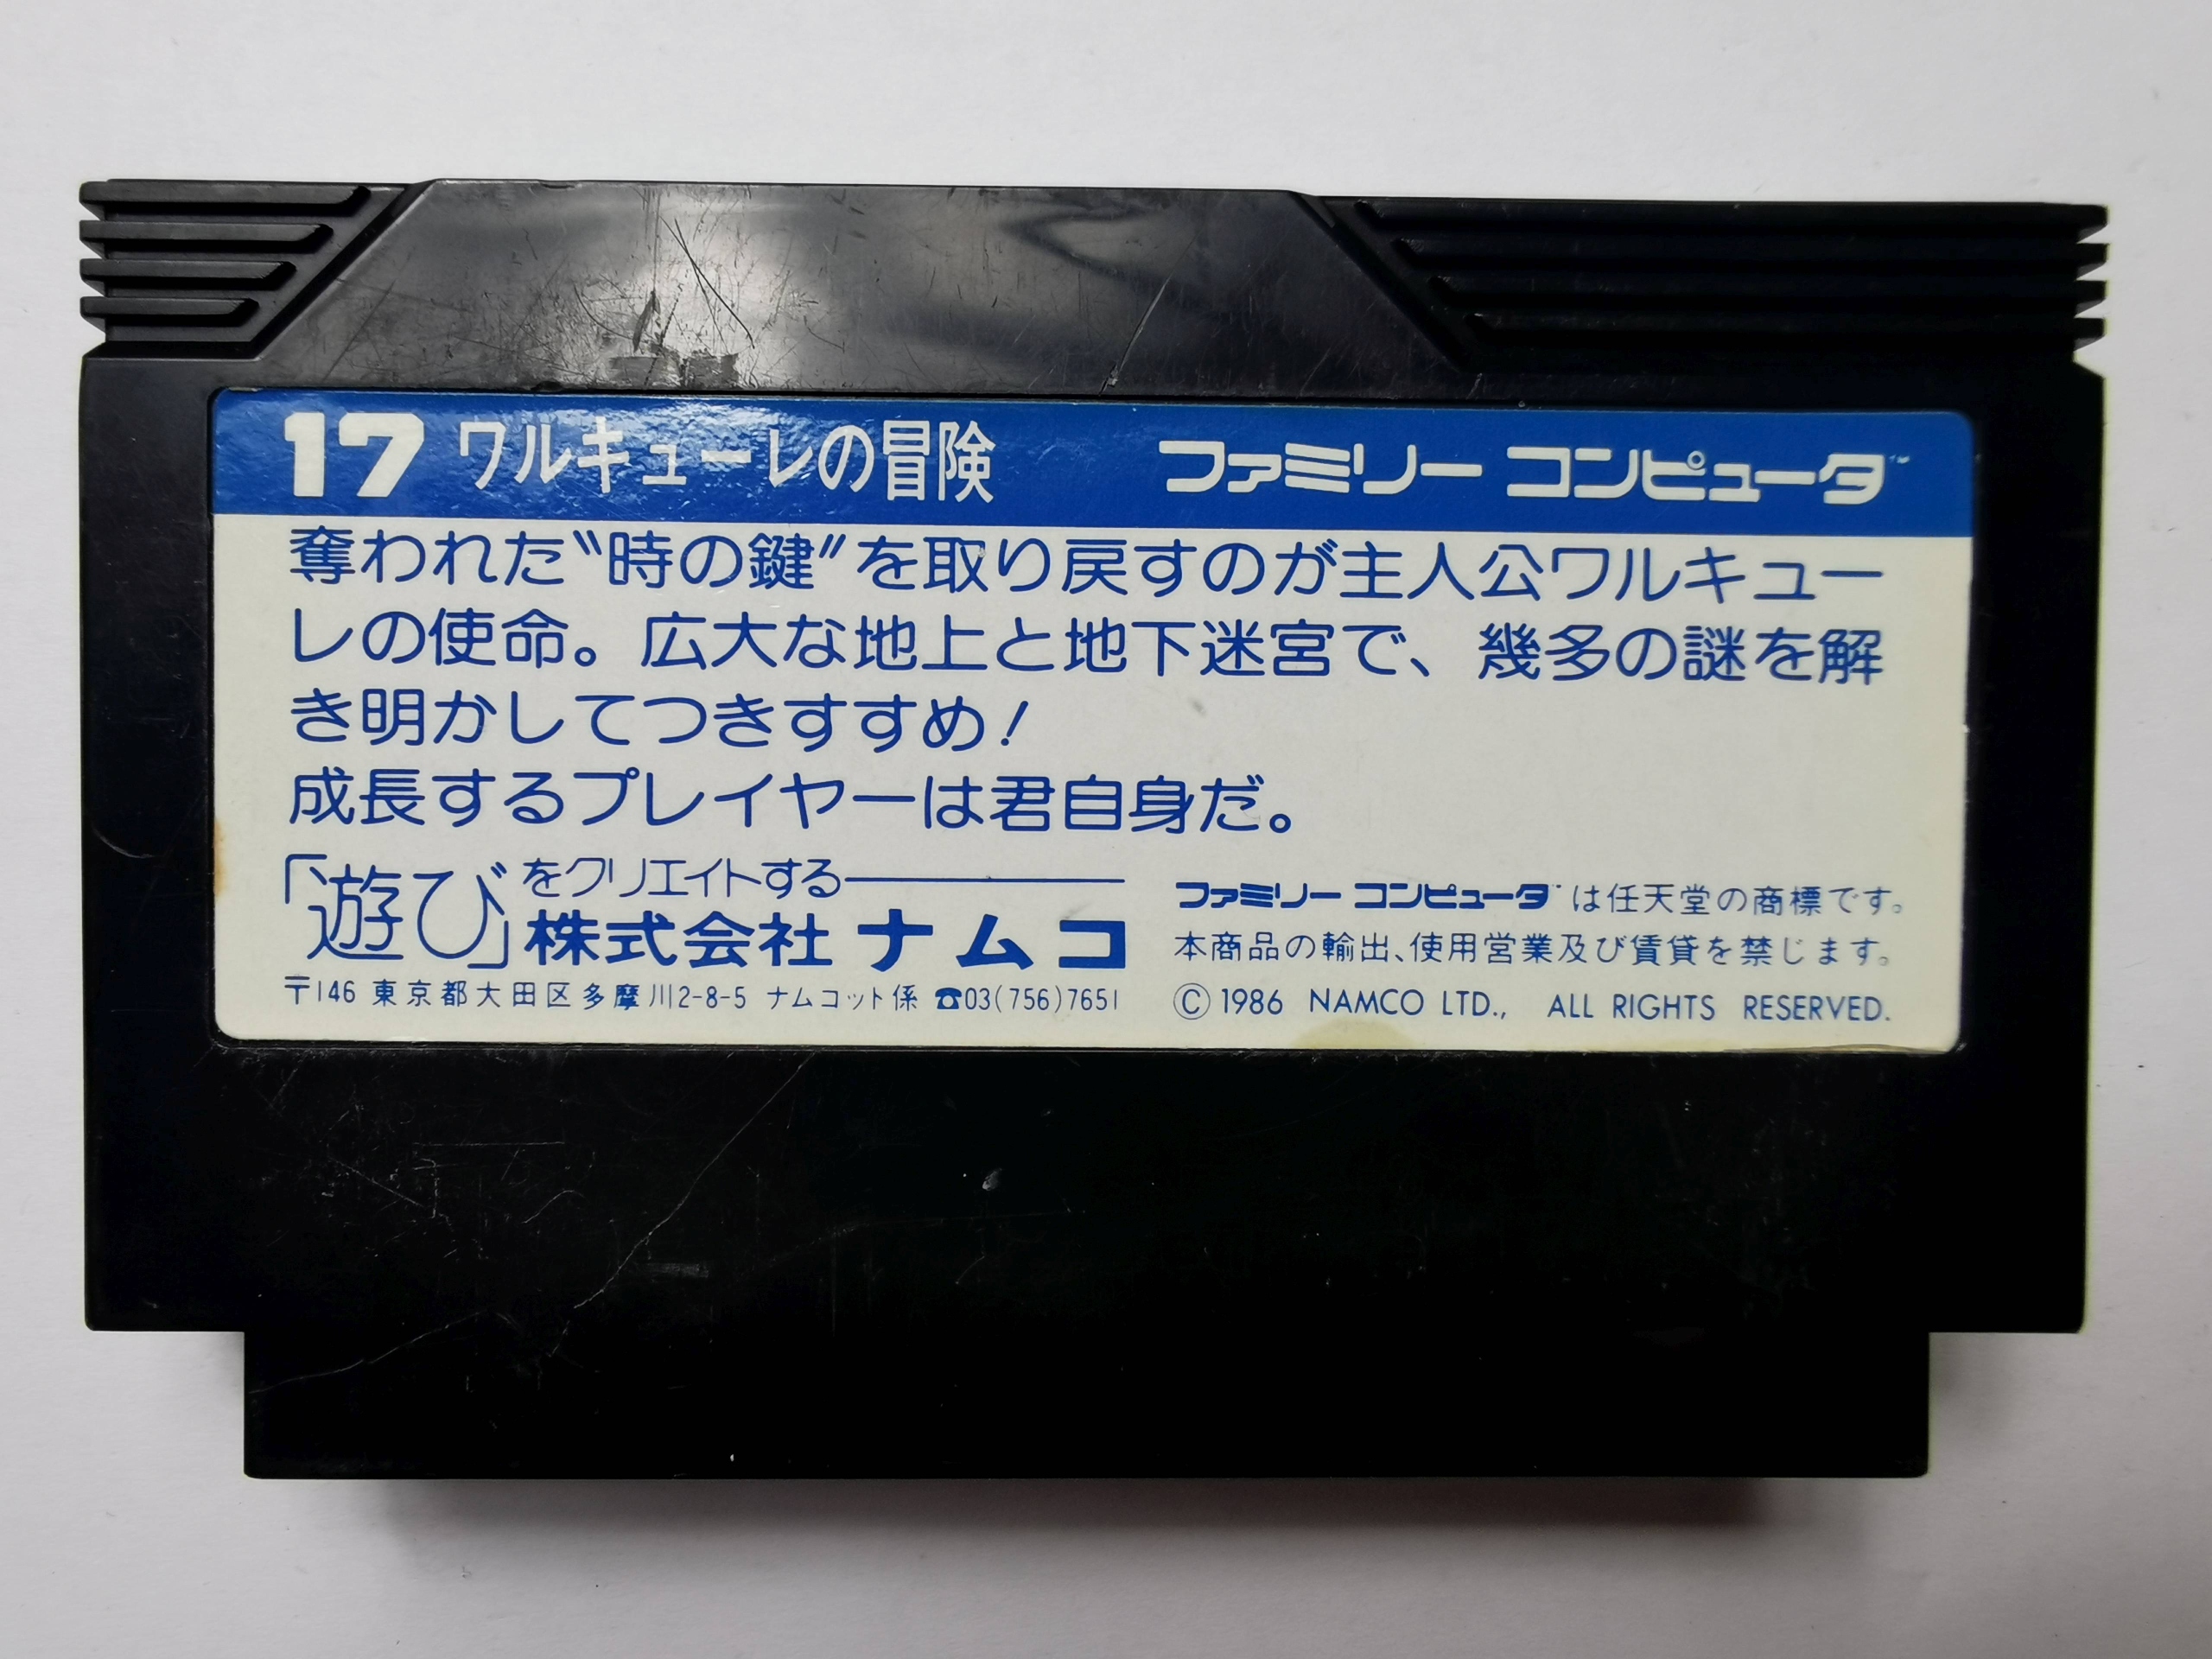 17 ワルキューレの冒険 ファミリー コンピュータ™
奪われた〝時の鍵〟を取り戻すのが主人公ワルキュー
レの使命。広大な地上と地下迷宮で、幾多の謎を解
き明かしてつきすすめ!
成長するプレイヤーは君自身だ。
「遊び」をクリエイトする
株式会社 ナムコ
〒146 東京都大田区多摩川2-8-5 ナムコット係 ☎03(756)7651
ファミリー コンピュータ™は任天堂の商標です。
本商品の輸出、使用営業及び賃貸を禁じます。
Ⓒ1986 NAMCO LTD., ALL RIGHTS RESERVED.